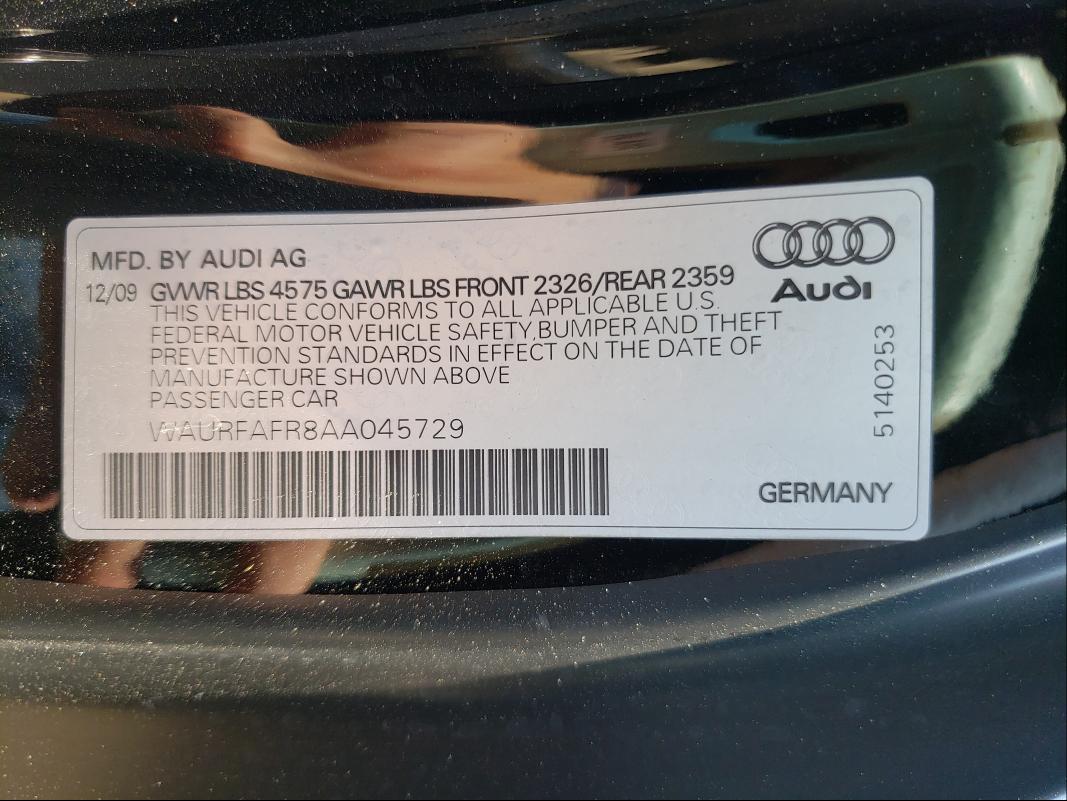 MFD. BY AUDI AG
12/09 GVWR LBS 4575 GAWR LBS FRONT 2326/REAR 2359
THIS VEHICLE CONFORMS TO ALL APPLICABLE U.S.
FEDERAL MOTOR VEHICLE SAFETY,BUMPER AND THEFT
PREVENTION STANDARDS IN EFFECT ON THE DATE OF
MANUFACTURE SHOWN ABOVE
PASSENGER CAR
WAURFAFR8AA045729
Audi
5140253
GERMANY